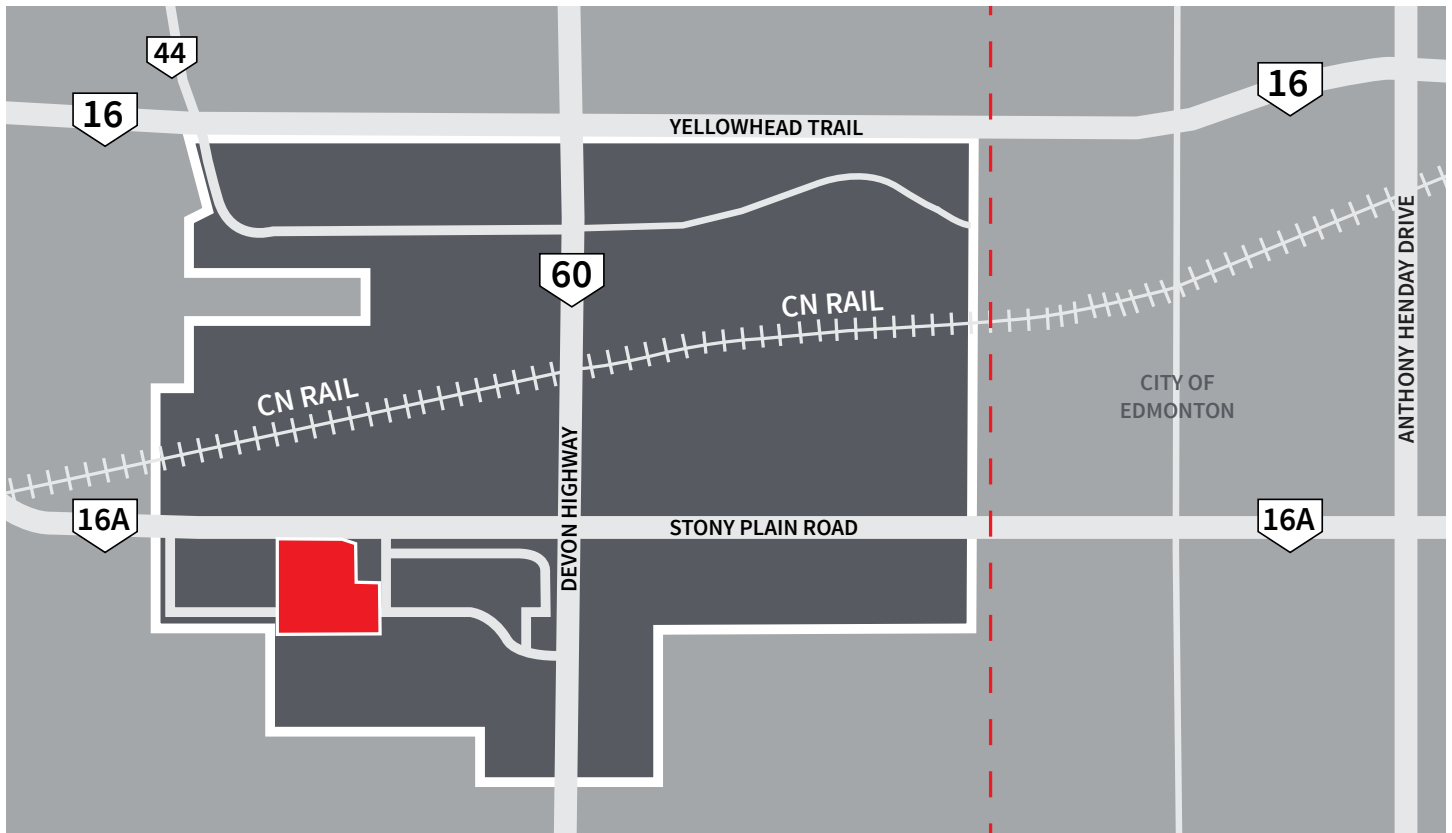 44
16
16
YELLOWHEAD TRAIL
60
CN RAIL
CN RAIL
CITY OF
EDMONTON
ANTHONY HENDAY DRIVE
16A
DEVON HIGHWAY
STONY PLAIN ROAD
16A